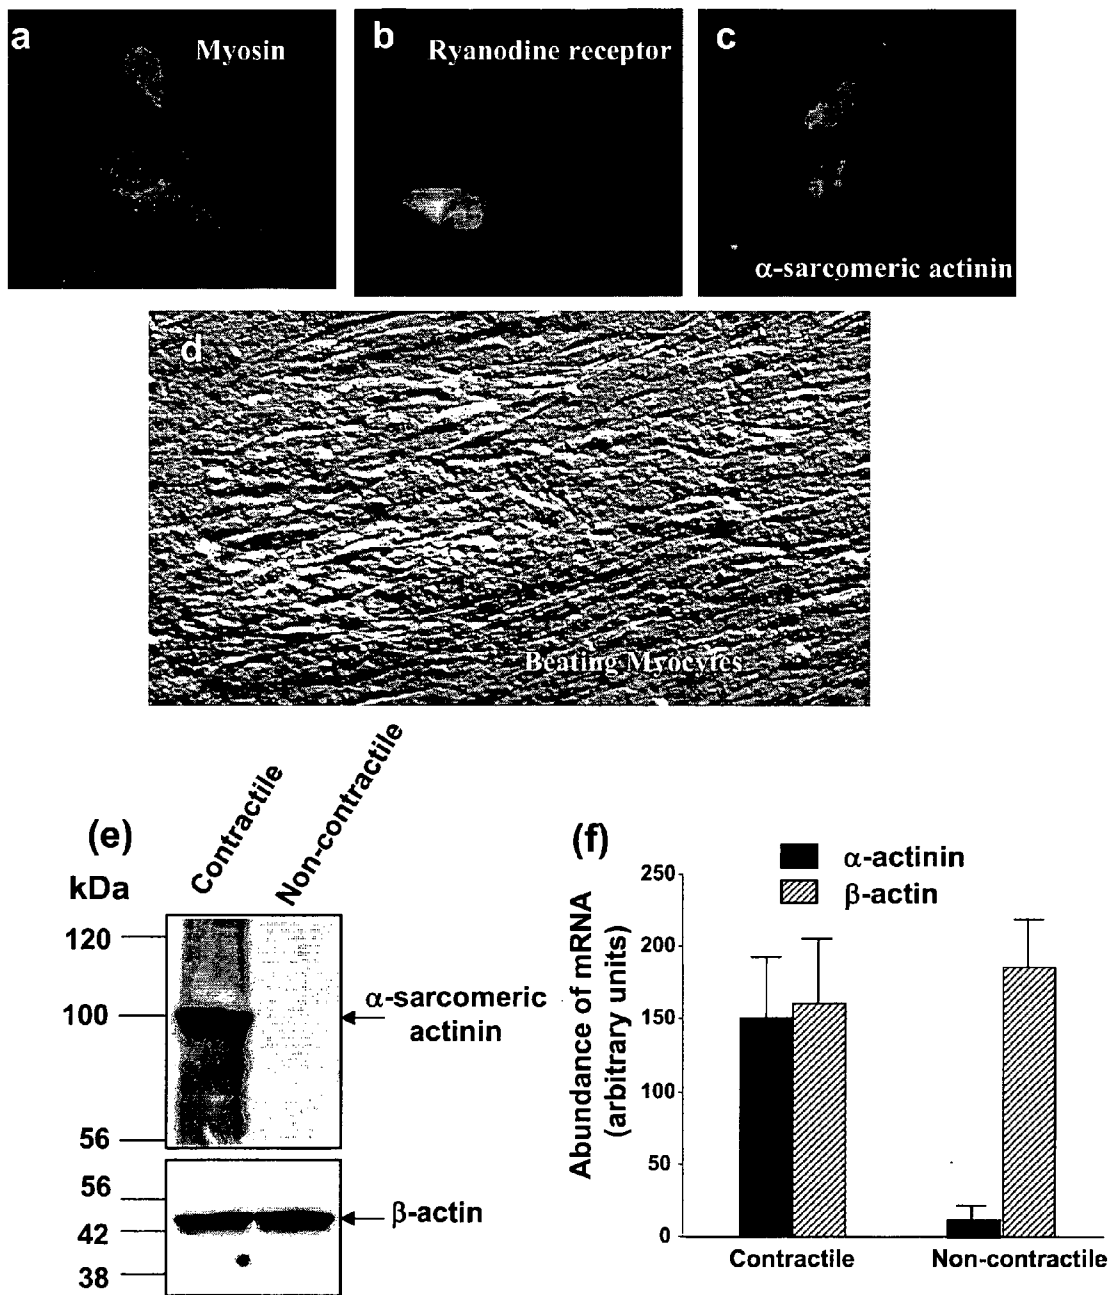 a
Myosin
b
Ryanodine receptor
c
α-sarcomeric actinin
d
Beating Myocytes
(e)
kDa
Contractile
Non-contractile
120
100
56
α-sarcomeric
actinin
56
42
38
β-actin
(f)
α-actinin
β-actin
Abundance of mRNA
(arbitrary units)
250
200
150
100
50
0
Contractile
Non-contractile